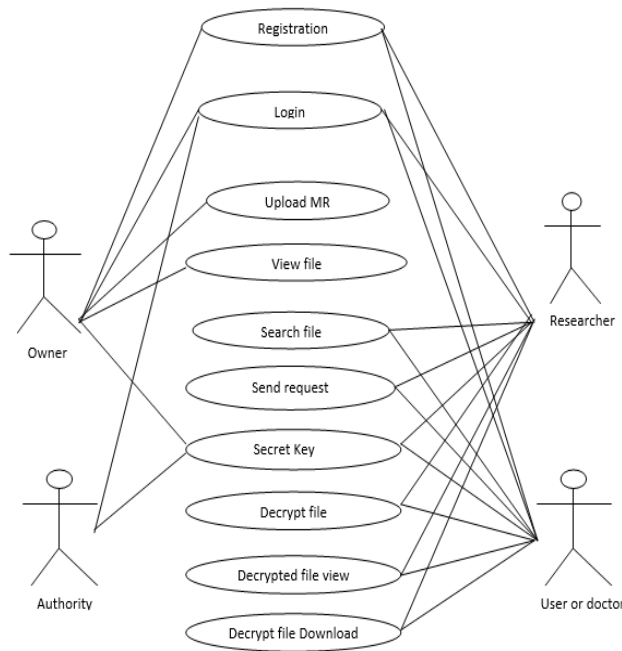 Registration
Login
Upload MR
View file
Search file
Send request
Secret Key
Decrypt file
Decrypted file view
Decrypt file Download
Owner
Authority
Researcher
User or doctor